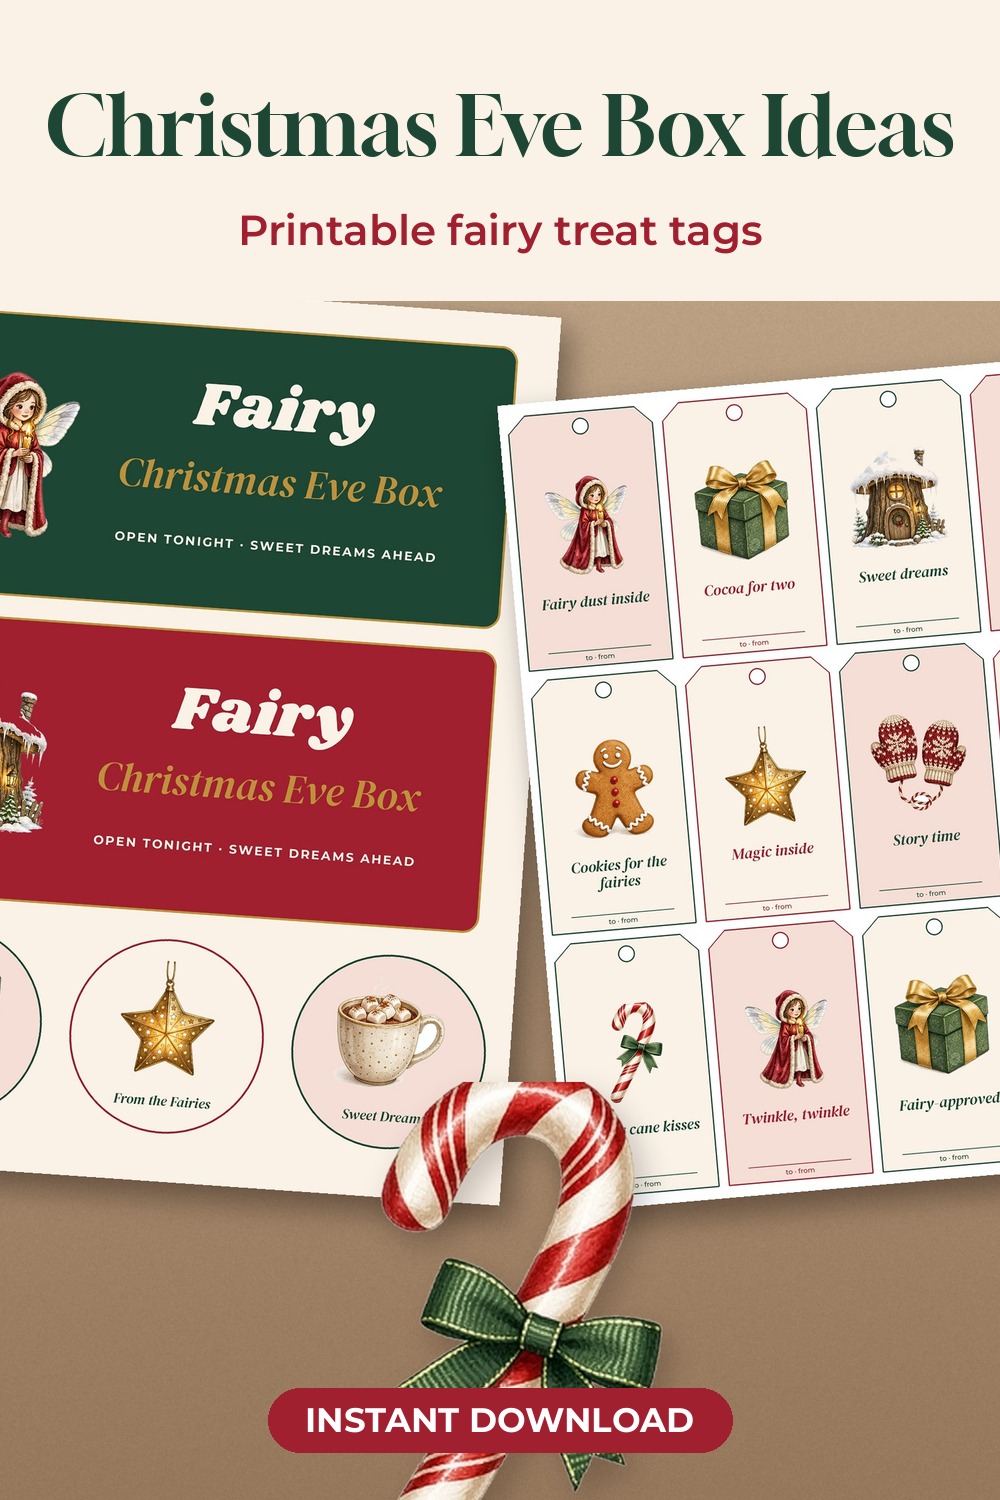 Christmas Eve Box Ideas
Printable fairy treat tags
Fairy
Christmas Eve Box
OPEN TONIGHT · SWEET DREAMS AHEAD
Fairy
Christmas Eve Box
OPEN TONIGHT · SWEET DREAMS AHEAD
From the Fairies
Sweet Dream
Fairy dust inside
to · from
Cocoa for two
to · from
Sweet dreams
to · from
Cookies for the
fairies
to · from
Magic inside
to · from
Story time
to · from
cane kisses
to · from
Twinkle, twinkle
to · from
Fairy-approved
to · from
INSTANT DOWNLOAD